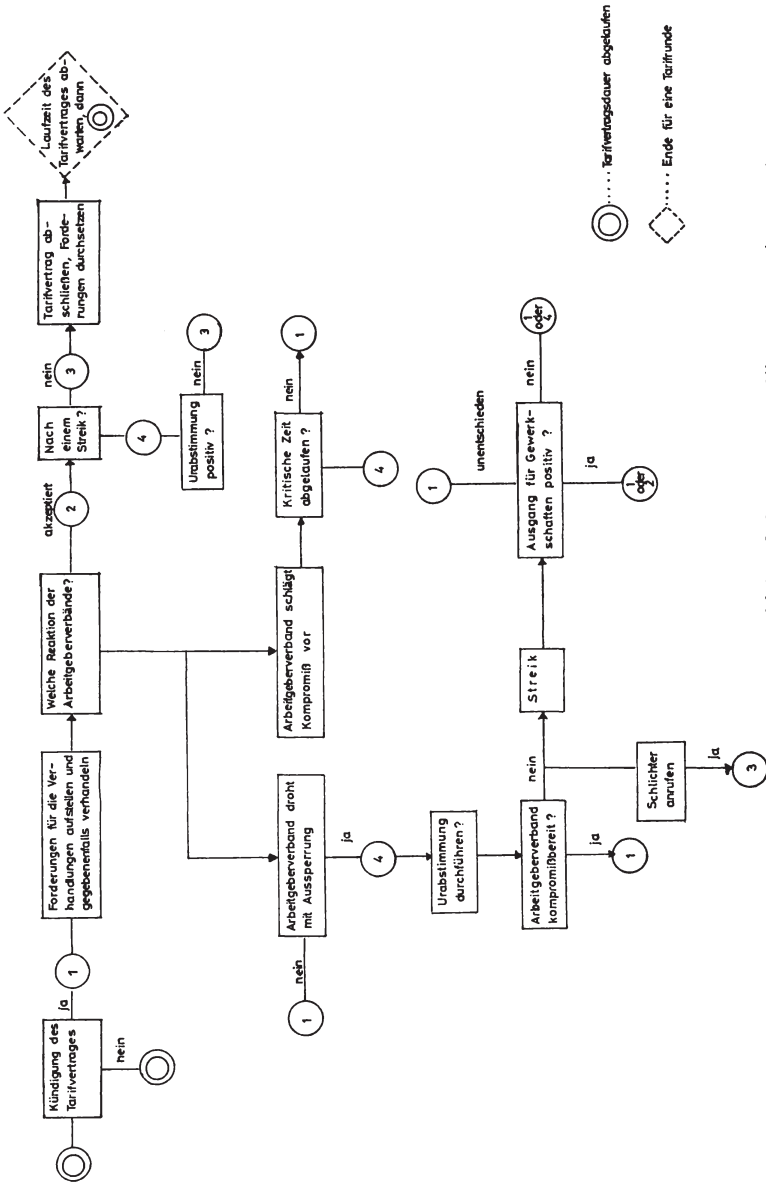 Kündigung des
Tarifvertrages
ja
nein
1
Forderungen für die Ver-
handlungen aufstellen und
gegebenenfalls verhandeln
Welche Reaktion der
Arbeitgeberverbände?
akzeptiert
2
Nach
einem
Streik?
nein
3
Tarifvertrag ab-
schließen, Forde-
rungen durchsetzen
Laufzeit des
Tarifvertrages ab-
warten, dann
4
Urabstimmung
positiv ?
nein
3
1
nein
Arbeitgeberverband droht
mit Aussperrung
ja
4
Arbeitgeberverband schlägt
Kompromiß vor
Kritische Zeit
abgelaufen ?
nein
1
4
Urabstimmung
durchführen ?
Arbeitgeberverband
kompromißbereit ?
ja
1
nein
Schlichter
anrufen
ja
3
Streik
Ausgang für Gewerk-
schaften positiv ?
unentschieden
1
nein
1
oder
4
ja
1
oder
2
Tarifvertragsdauer abgelaufen
Ende für eine Tarifrunde